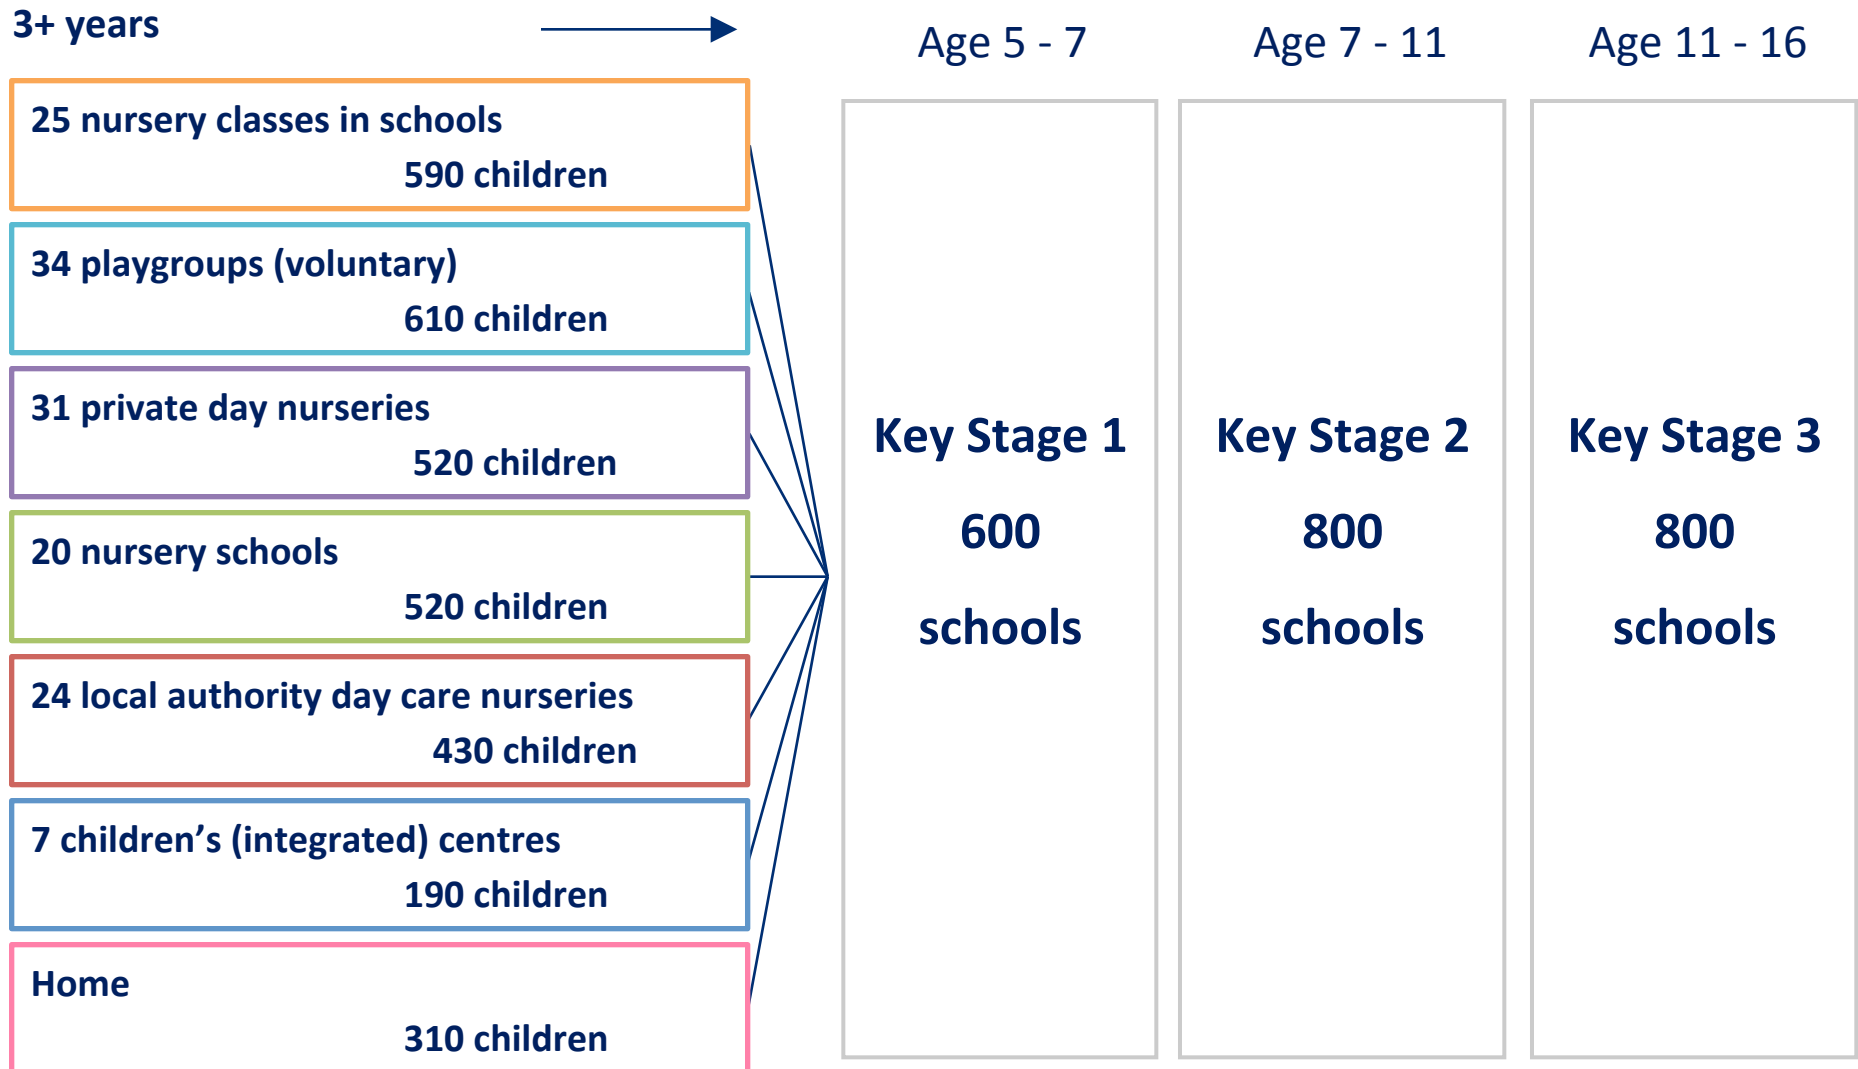 3+ years
25 nursery classes in schools
590 children
34 playgroups (voluntary)
610 children
31 private day nurseries
520 children
20 nursery schools
520 children
24 local authority day care nurseries
430 children
7 children’s (integrated) centres
190 children
Home
310 children
Age 5 - 7
Key Stage 1
600
schools
Age 7 - 11
Key Stage 2
800
schools
Age 11 - 16
Key Stage 3
800
schools